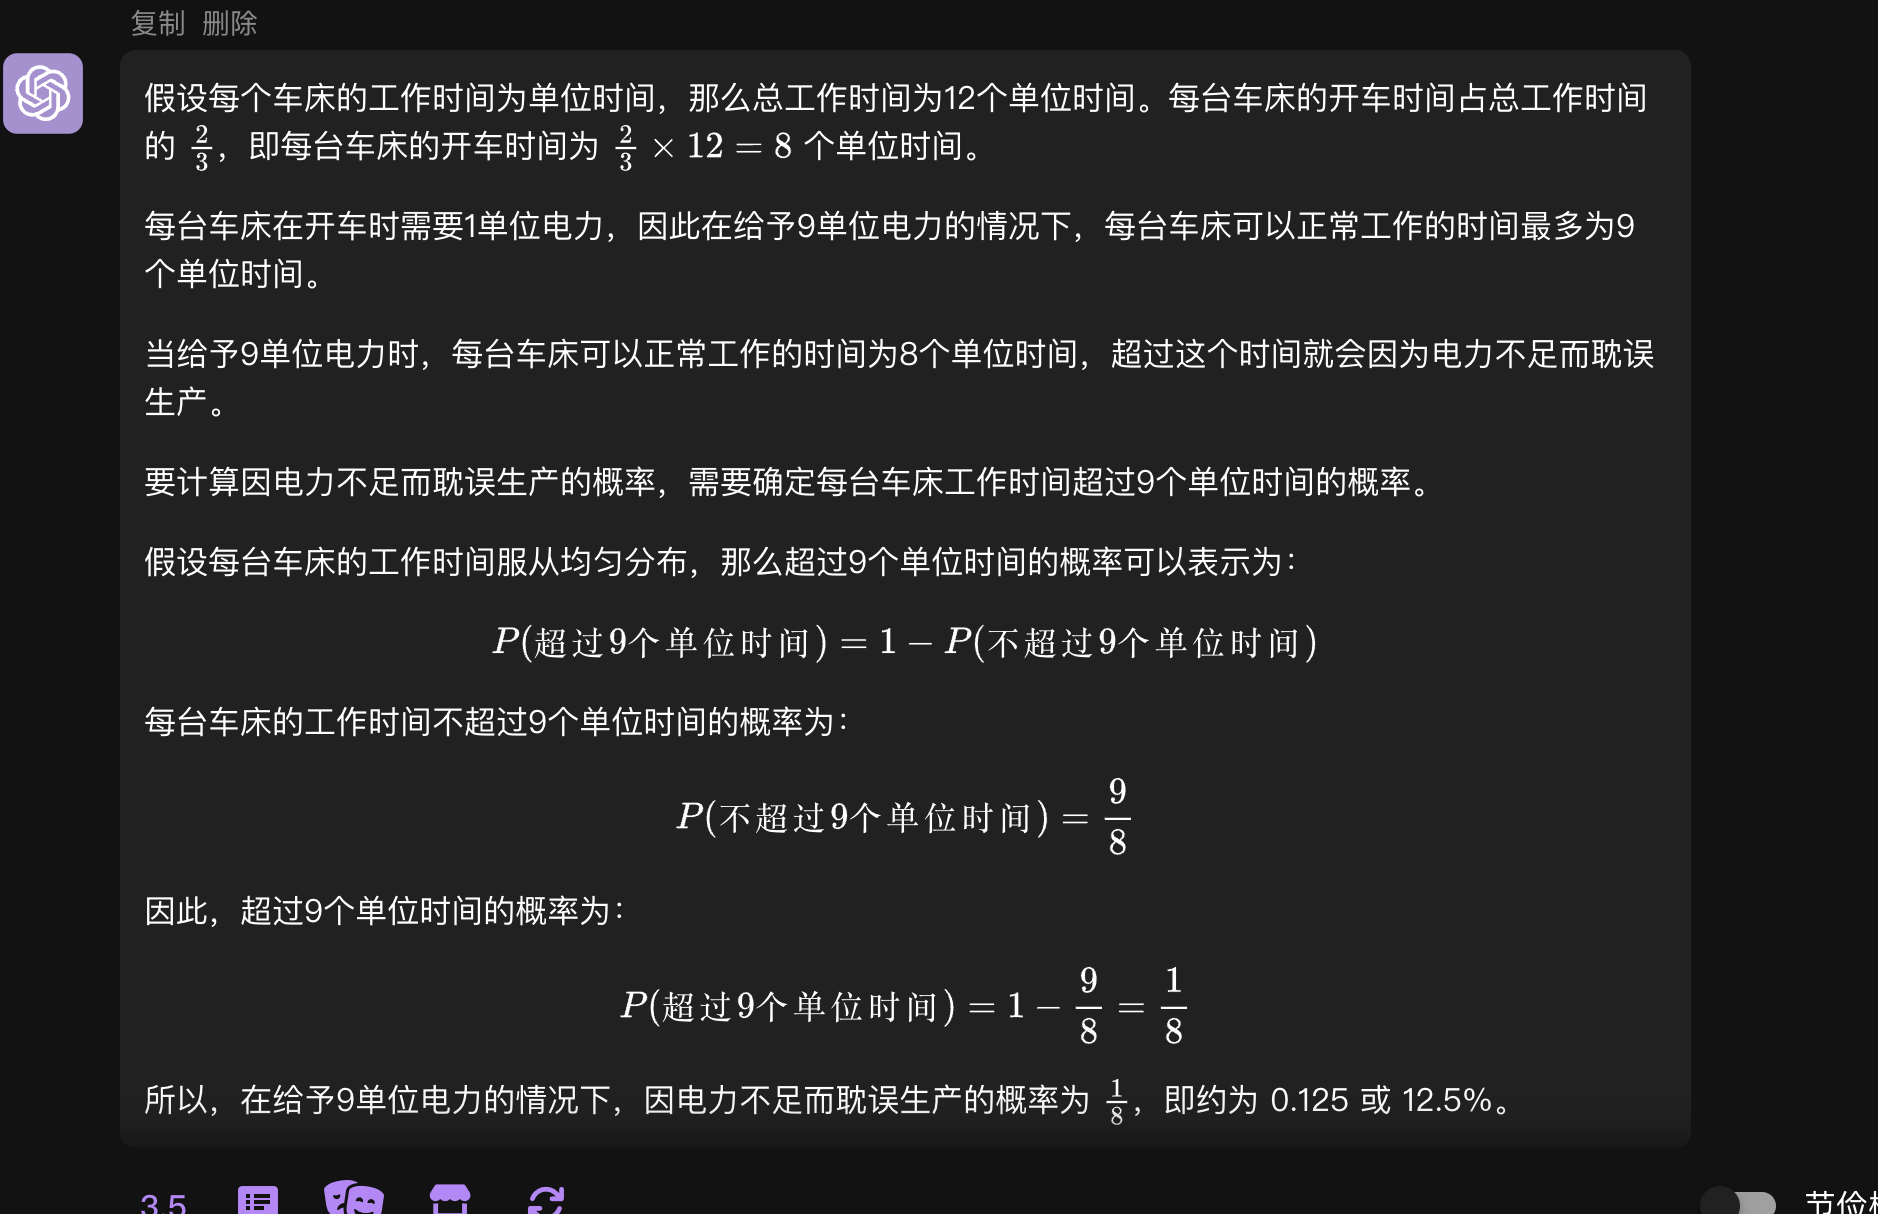 复制 删除
假设每个车床的工作时间为单位时间，那么总工作时间为12个单位时间。每台车床的开车时间占总工作时间
的 2/3，即每台车床的开车时间为 2/3 × 12 = 8 个单位时间。
每台车床在开车时需要1单位电力，因此在给予9单位电力的情况下，每台车床可以正常工作的时间最多为9
个单位时间。
当给予9单位电力时，每台车床可以正常工作的时间为8个单位时间，超过这个时间就会因为电力不足而耽误
生产。
要计算因电力不足而耽误生产的概率，需要确定每台车床工作时间超过9个单位时间的概率。
假设每台车床的工作时间服从均匀分布，那么超过9个单位时间的概率可以表示为：
P(超过9个单位时间) = 1 − P(不超过9个单位时间)
每台车床的工作时间不超过9个单位时间的概率为：
P(不超过9个单位时间) = 9/8
因此，超过9个单位时间的概率为：
P(超过9个单位时间) = 1 − 9/8 = 1/8
所以，在给予9单位电力的情况下，因电力不足而耽误生产的概率为 1/8，即约为 0.125 或 12.5%。
3.5
节俭